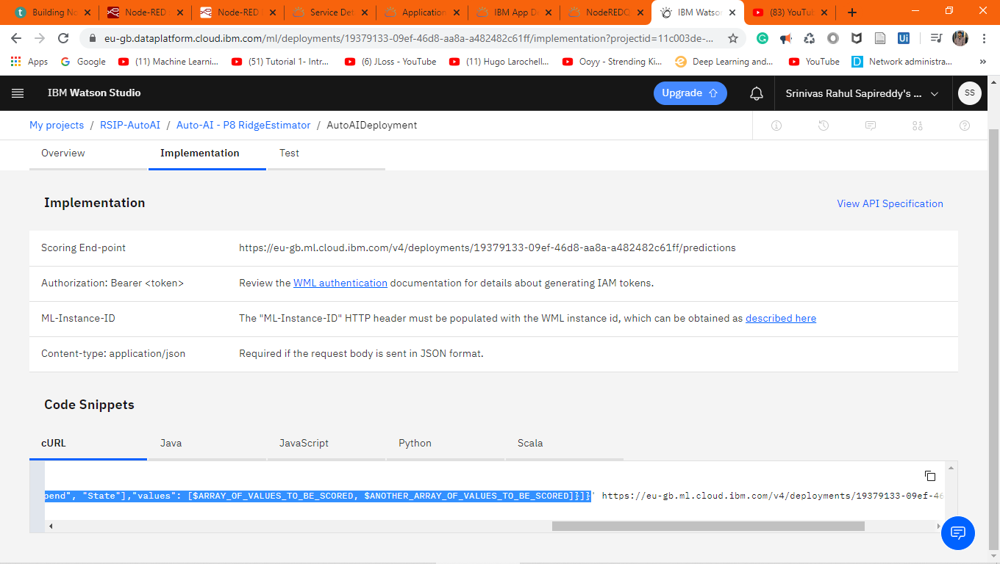 Building No
Node-RED
Node-RED
Service Det
Application
IBM App De
NodeREDQ
IBM Watson
(83) YouTub
eu-gb.dataplatform.cloud.ibm.com/ml/deployments/19379133-09ef-46d8-aa8a-a482482c61ff/implementation?projectid=11c003de-...
Ui
Apps
Google
(11) Machine Learni...
(51) Tutorial 1- Intr...
(6) JLoss - YouTube
(11) Hugo Larochell...
Ooyy - Strending Ki...
Deep Learning and...
YouTube
D
Network administra...
»
IBM Watson Studio
Upgrade
Srinivas Rahul Sapireddy's ...
SS
My projects / RSIP-AutoAI / Auto-AI - P8 RidgeEstimator / AutoAIDeployment
Overview
Implementation
Test
Implementation
View API Specification
Scoring End-point
https://eu-gb.ml.cloud.ibm.com/v4/deployments/19379133-09ef-46d8-aa8a-a482482c61ff/predictions
Authorization: Bearer <token>
Review the WML authentication documentation for details about generating IAM tokens.
ML-Instance-ID
The "ML-Instance-ID" HTTP header must be populated with the WML instance id, which can be obtained as described here
Content-type: application/json
Required if the request body is sent in JSON format.
Code Snippets
cURL
Java
JavaScript
Python
Scala
pend", "State"],"values": [$ARRAY_OF_VALUES_TO_BE_SCORED, $ANOTHER_ARRAY_OF_VALUES_TO_BE_SCORED]}]}' https://eu-gb.ml.cloud.ibm.com/v4/deployments/19379133-09ef-46